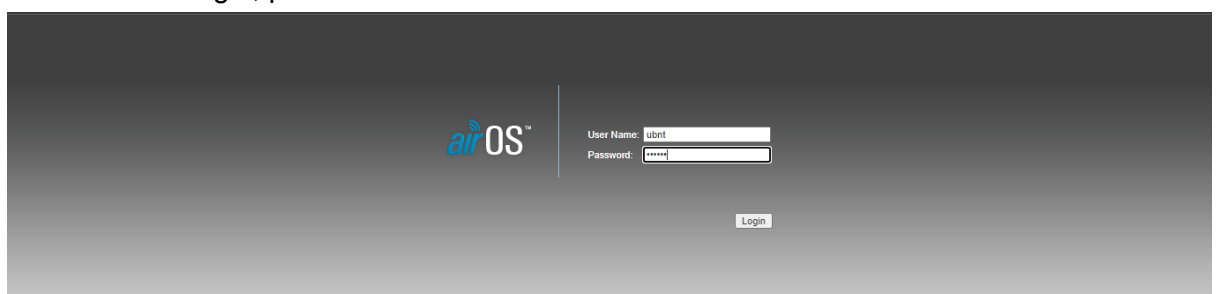 airOS™
User Name: ubnt
Password: ••••••
Login